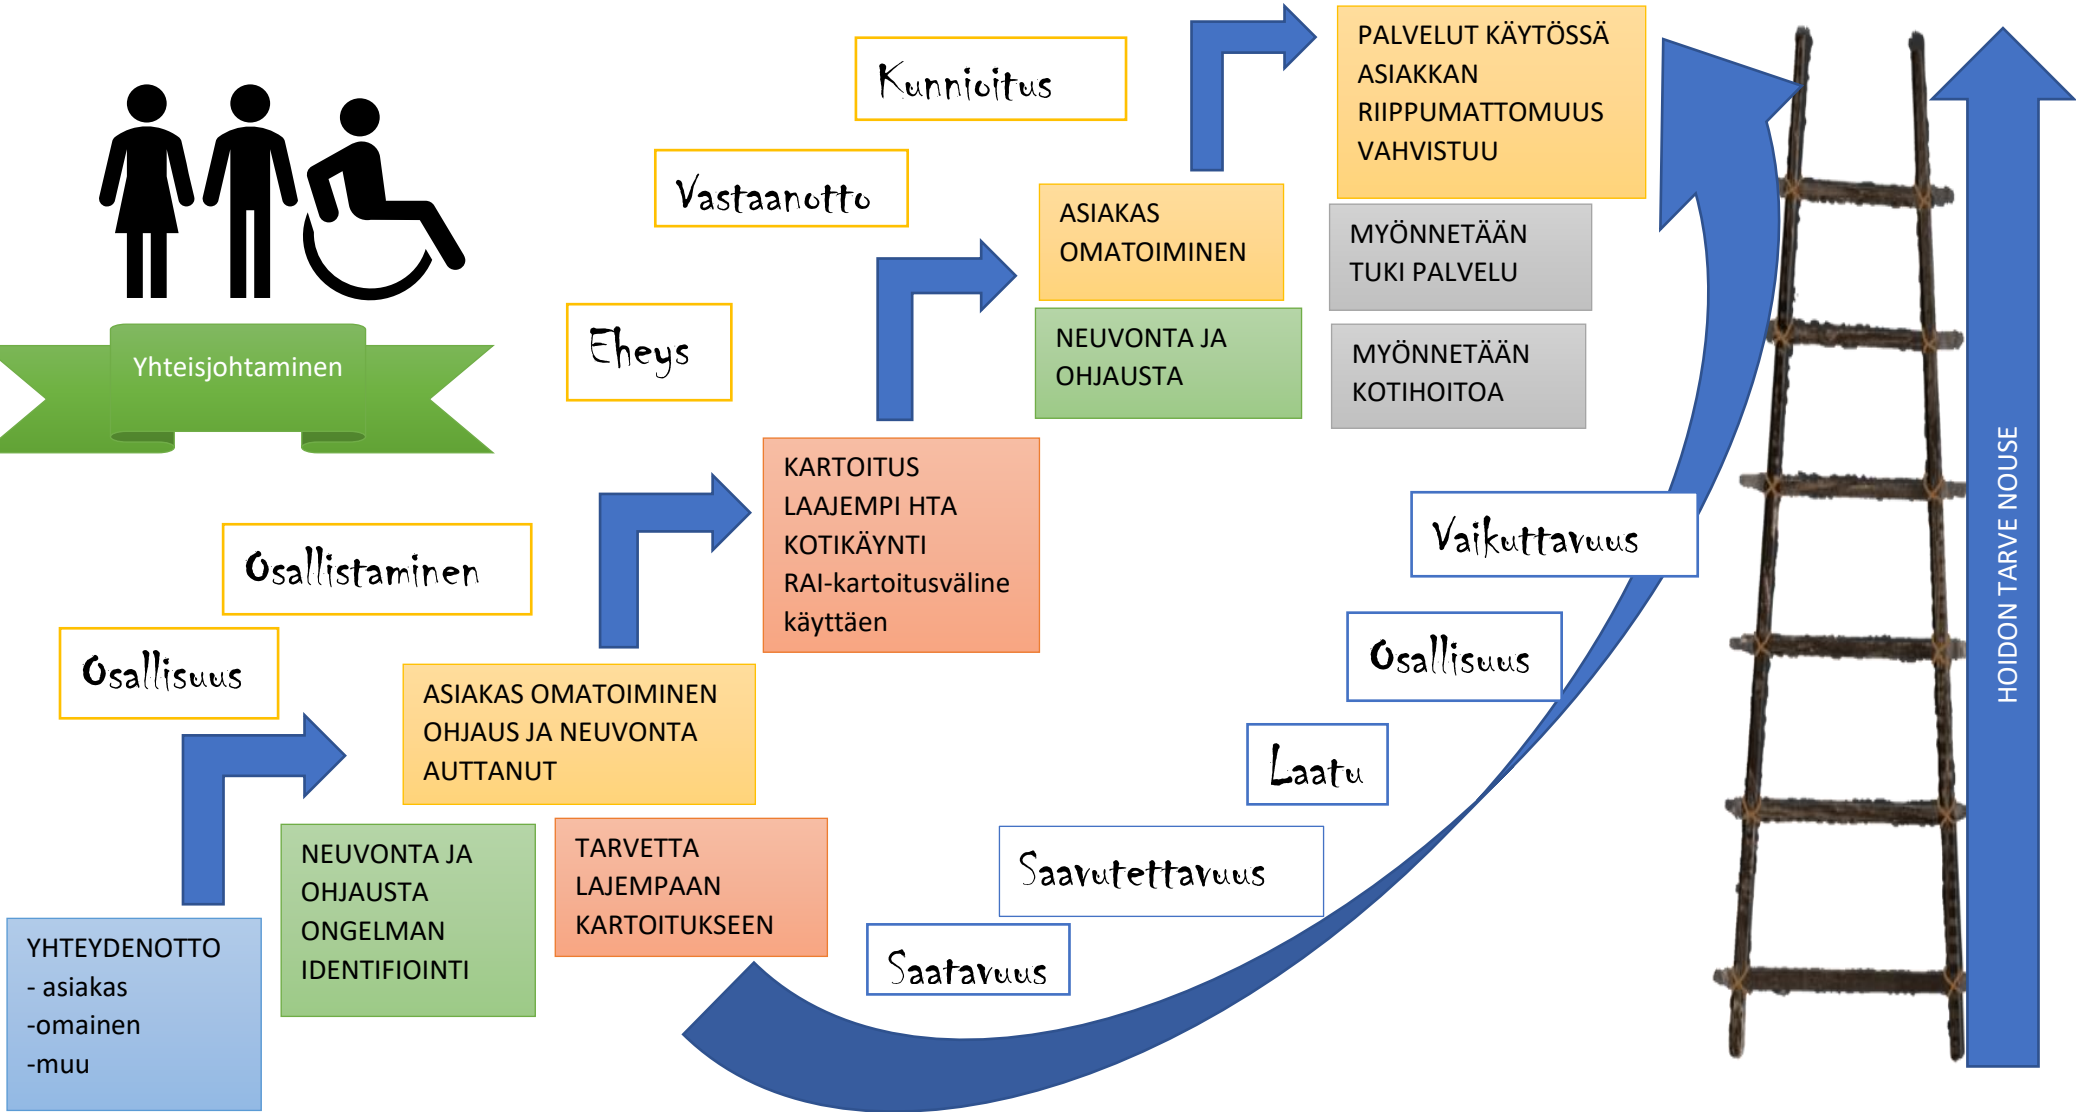 Kunnioitus
PALVELUT KÄYTÖSSÄ
ASIAKKAN
RIIPPUMATTOMUUS
VAHVISTUU
Vastaanotto
ASIAKAS
OMATOIMINEN
MYÖNNETÄÄN
TUKI PALVELU
Eheys
NEUVONTA JA
OHJAUSTA
MYÖNNETÄÄN
KOTIHOITOA
Yhteisjohtaminen
KARTOITUS
LAAJEMPI HTA
KOTIKÄYNTI
RAI-kartoitusväline
käyttäen
HOIDON TARVE NOUSE
Vaikuttavuus
Osallistaminen
Osallisuus
Osallisuus
ASIAKAS OMATOIMINEN
OHJAUS JA NEUVONTA
AUTTANUT
Laatu
NEUVONTA JA
OHJAUSTA
ONGELMAN
IDENTIFIOINTI
TARVETTA
LAJEMPAAN
KARTOITUKSEEN
Saavutettavuus
Saatavuus
YHTEYDENOTTO
- asiakas
-omainen
-muu